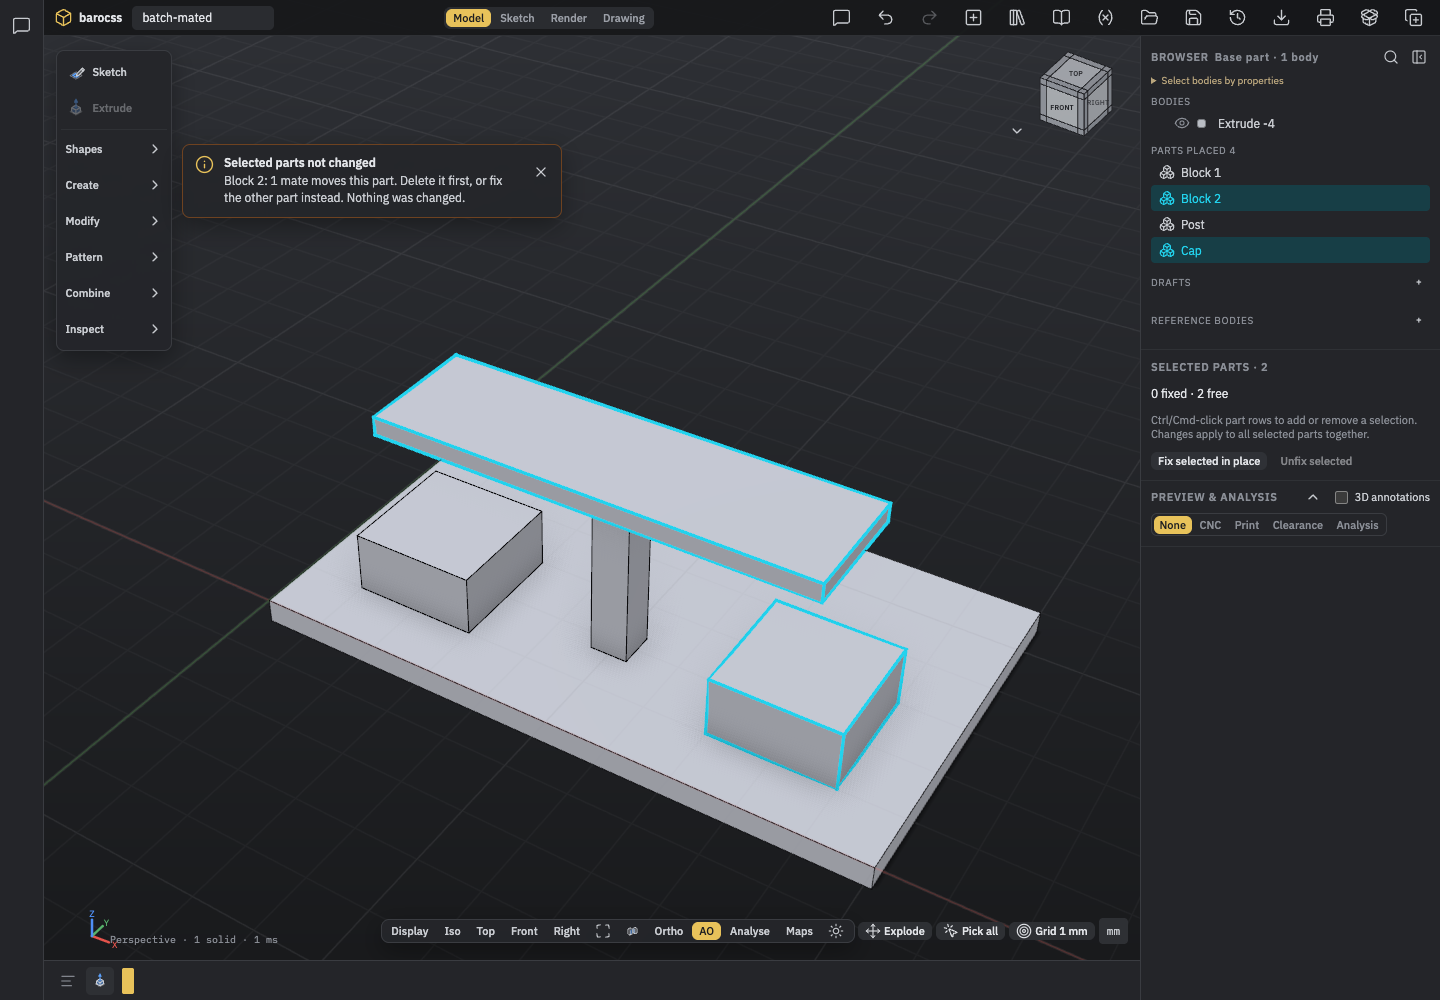 barocss
batch-mated
Model
Sketch
Render
Drawing
Sketch
Extrude
Shapes
Create
Modify
Pattern
Combine
Inspect
Selected parts not changed
Block 2: 1 mate moves this part. Delete it first, or fix
the other part instead. Nothing was changed.
TOP
FRONT
RIGHT
BROWSER Base part · 1 body
Select bodies by properties
BODIES
Extrude -4
PARTS PLACED 4
Block 1
Block 2
Post
Cap
DRAFTS +
REFERENCE BODIES +
SELECTED PARTS · 2
0 fixed · 2 free
Ctrl/Cmd-click part rows to add or remove a selection.
Changes apply to all selected parts together.
Fix selected in place
Unfix selected
PREVIEW & ANALYSIS
3D annotations
None
CNC
Print
Clearance
Analysis
Z
Y
X
Perspective · 1 solid · 1 ms
Display
Iso
Top
Front
Right
Ortho
AO
Analyse
Maps
Explode
Pick all
Grid 1 mm
mm